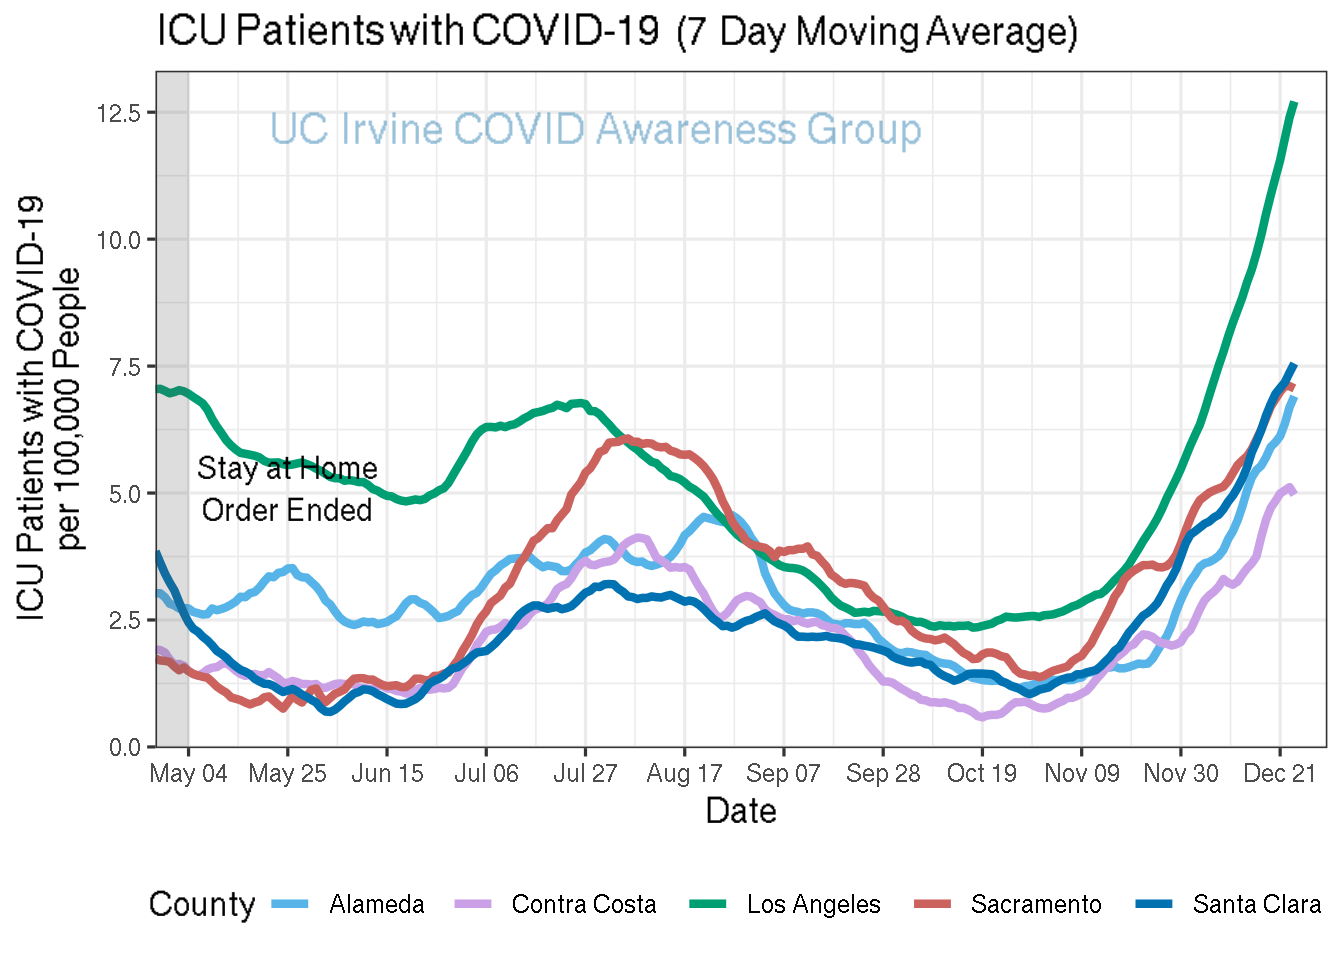 ICU Patients with COVID-19 (7 Day Moving Average)
UC Irvine COVID Awareness Group
ICU Patients with COVID-19
per 100,000 People
12.5
10.0
7.5
5.0
2.5
0.0
Stay at Home
Order Ended
May 04 May 25 Jun 15 Jul 06 Jul 27 Aug 17 Sep 07 Sep 28 Oct 19 Nov 09 Nov 30 Dec 21
Date
County Alameda Contra Costa Los Angeles Sacramento Santa Clara